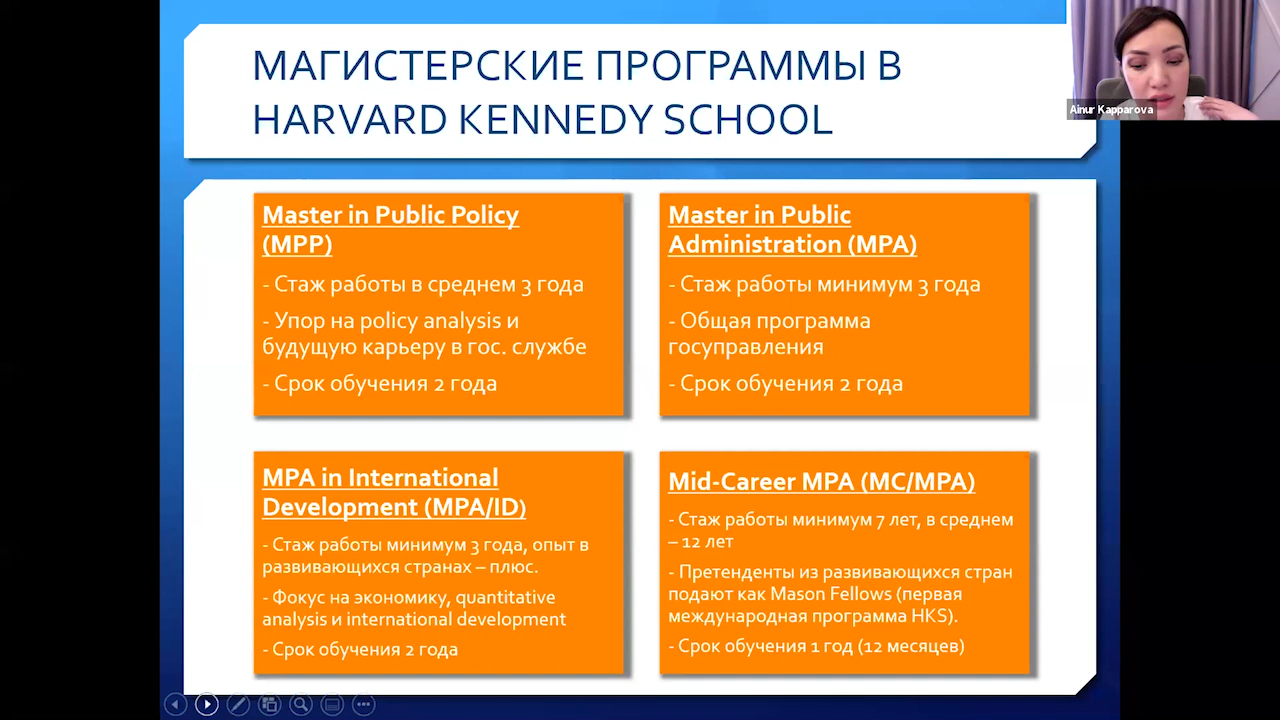 МАГИСТЕРСКИЕ ПРОГРАММЫ В
HARVARD KENNEDY SCHOOL
Ainur Kapparova
Master in Public Policy
(MPP)
- Стаж работы в среднем 3 года
- Упор на policy analysis и
будущую карьеру в гос. службе
- Срок обучения 2 года
Master in Public
Administration (MPA)
- Стаж работы минимум 3 года
- Общая программа
госуправления
- Срок обучения 2 года
MPA in International
Development (MPA/ID)
- Стаж работы минимум 3 года, опыт в
развивающихся странах – плюс.
- Фокус на экономику, quantitative
analysis и international development
- Срок обучения 2 года
Mid-Career MPA (MC/MPA)
- Стаж работы минимум 7 лет, в среднем
– 12 лет
- Претенденты из развивающихся стран
подают как Mason Fellows (первая
международная программа HKS).
- Срок обучения 1 год (12 месяцев)